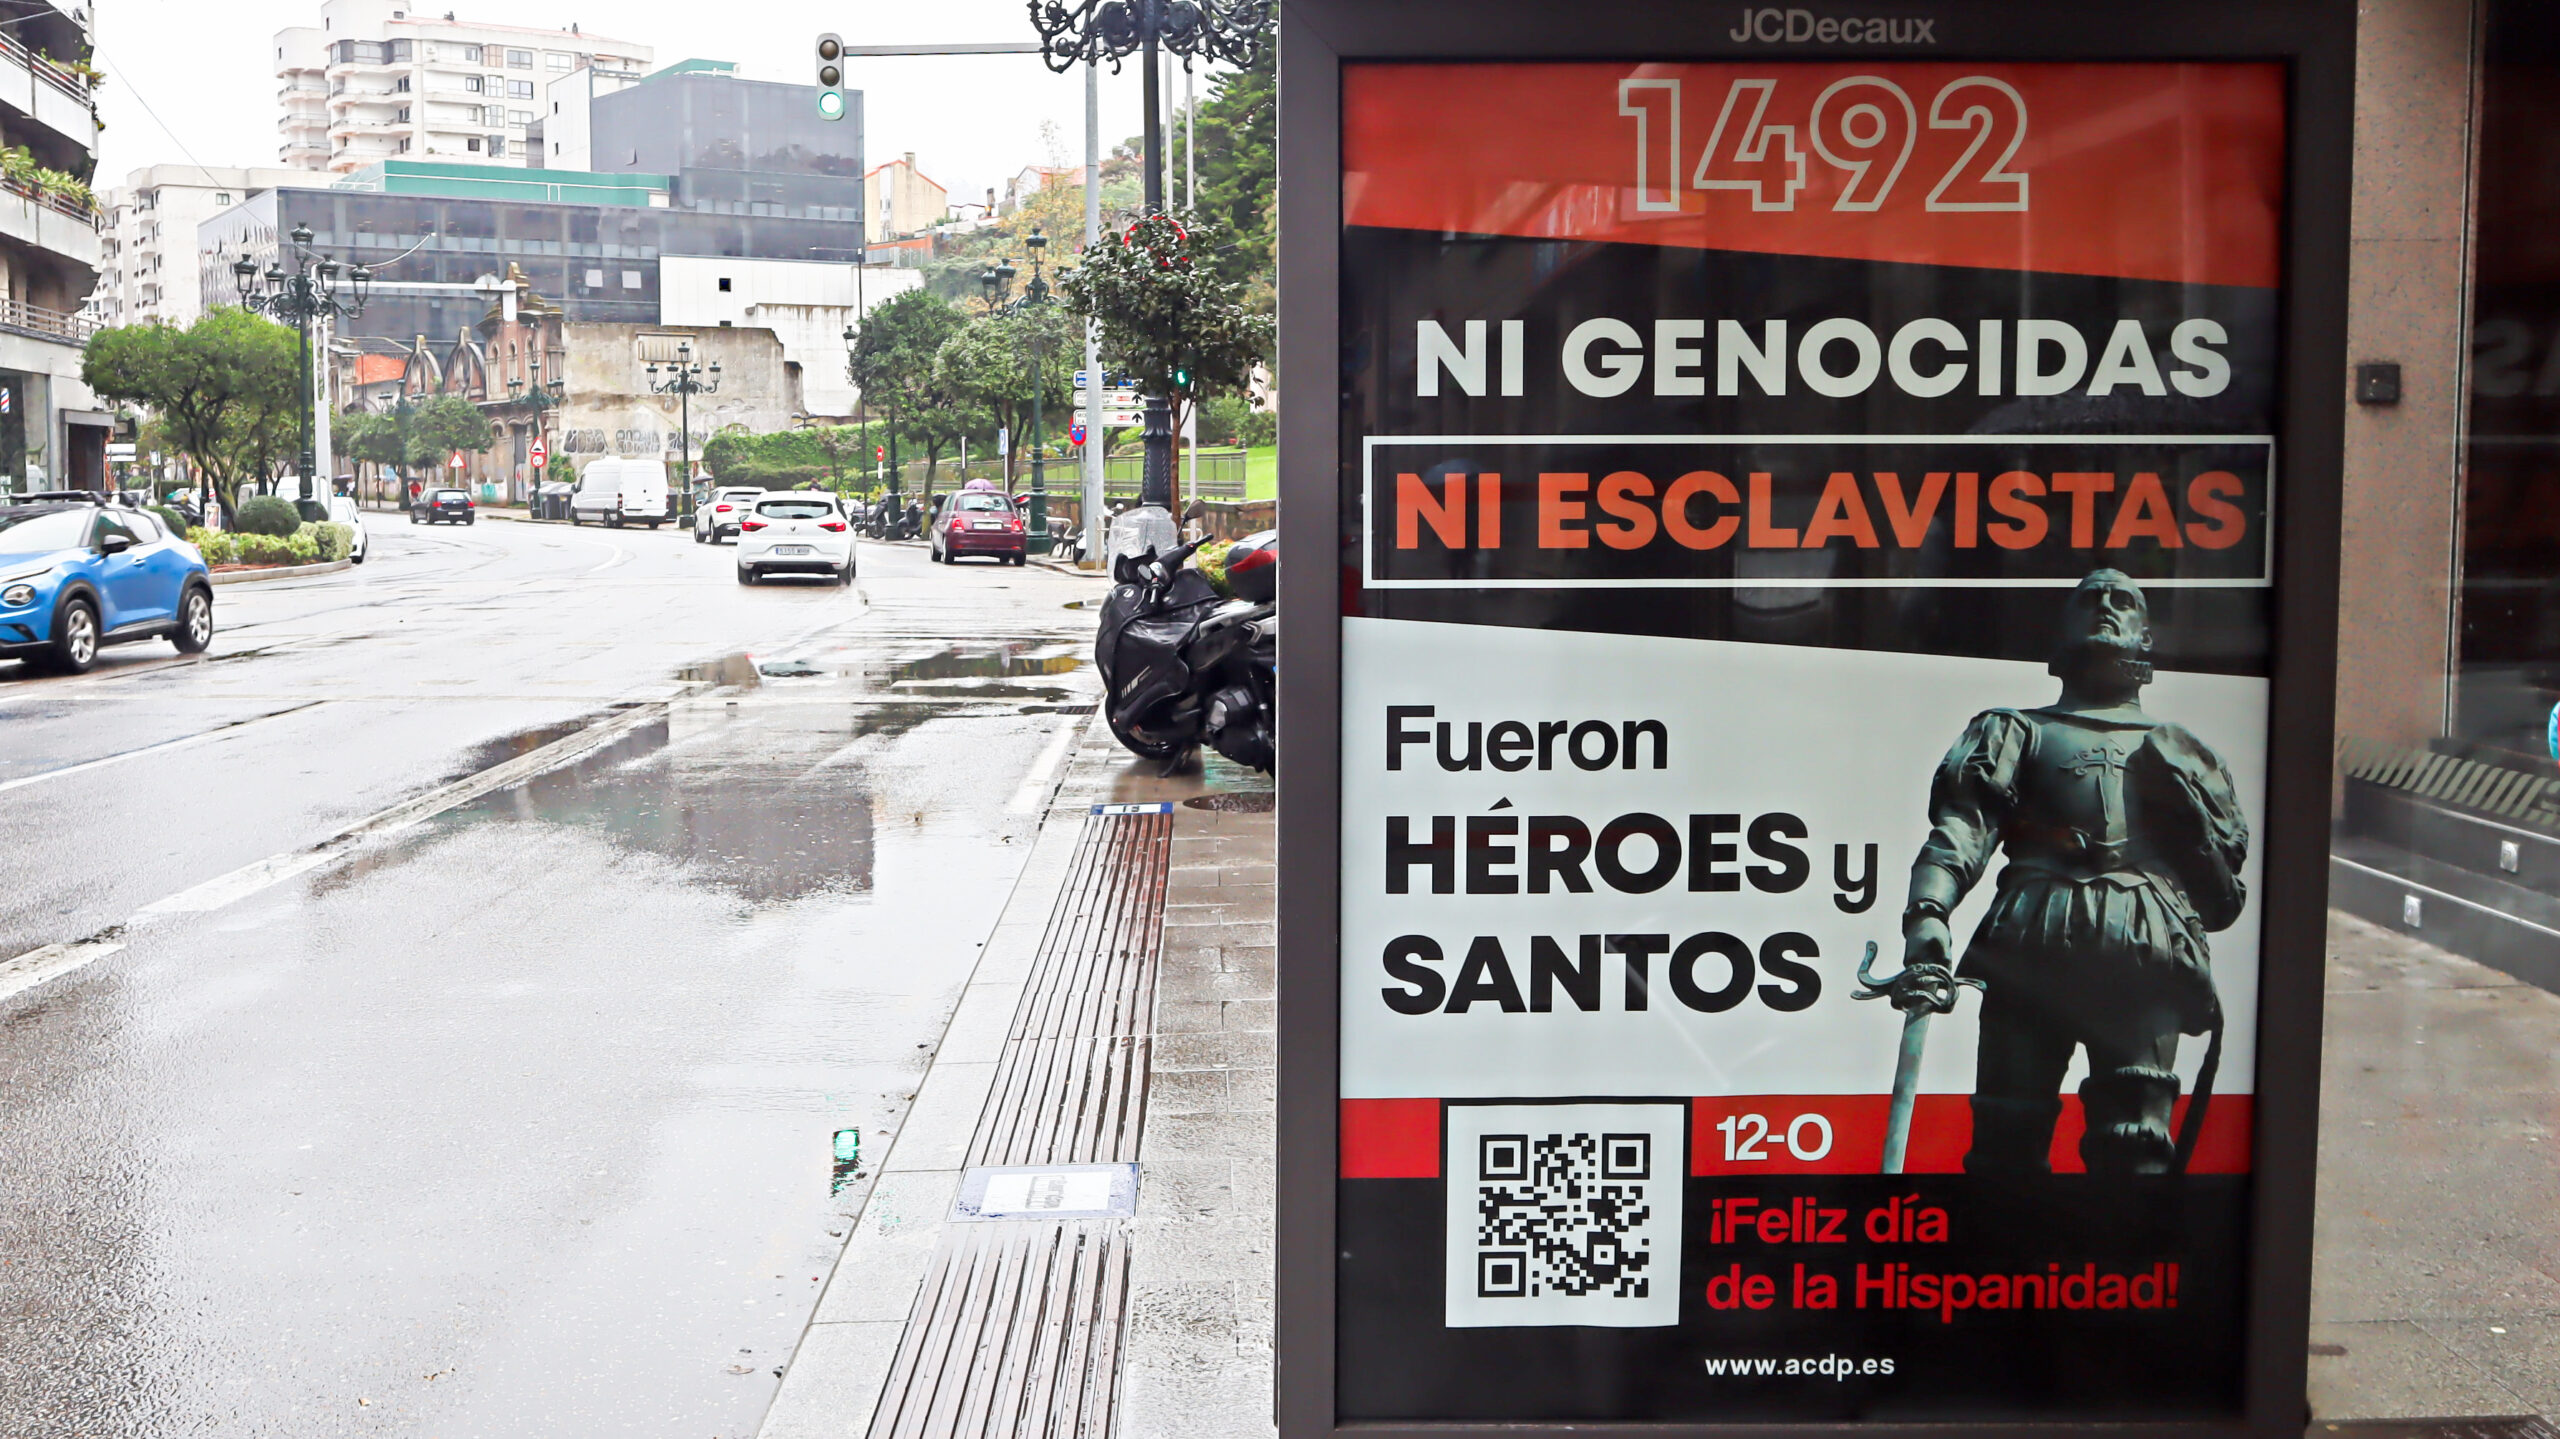 JCDecaux
1492
NI GENOCIDAS
NI ESCLAVISTAS
Fueron
HÉROES y
SANTOS
12-O
¡Feliz día
de la Hispanidad!
www.acdp.es